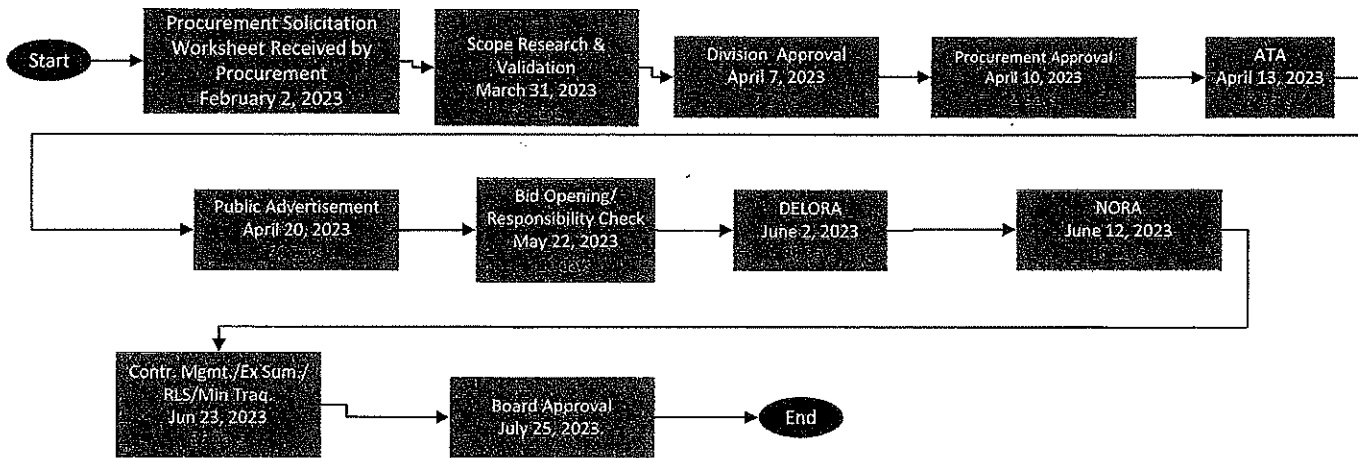 Start
Procurement Solicitation
Worksheet Received by
Procurement
February 2, 2023
Scope Research &
Validation
March 31, 2023
Division Approval
April 7, 2023
Procurement Approval
April 10, 2023
ATA
April 13, 2023
Public Advertisement
April 20, 2023
Bid Opening/
Responsibility Check
May 22, 2023
DELORA
June 2, 2023
NORA
June 12, 2023
Contr. Mgmt./Ex Sum./
RLS/Min Traq.
Jun 23, 2023
Board Approval
July 25, 2023
End